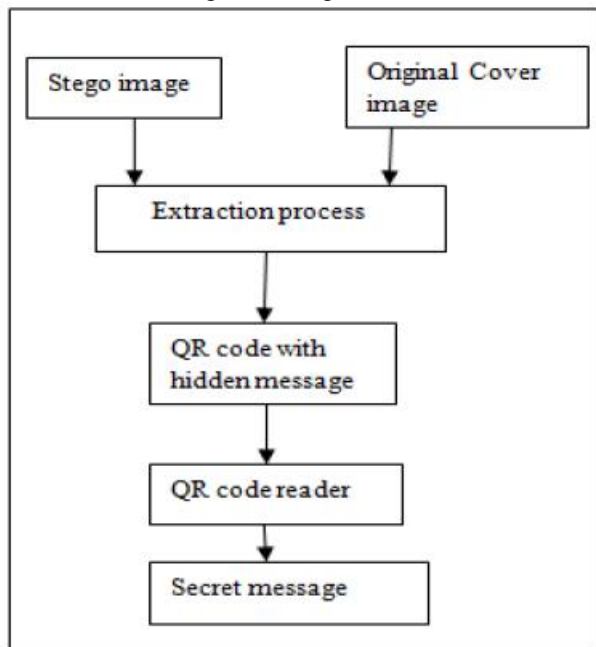 Stego image
Original Cover
image
Extraction process
QR code with
hidden message
QR code reader
Secret message